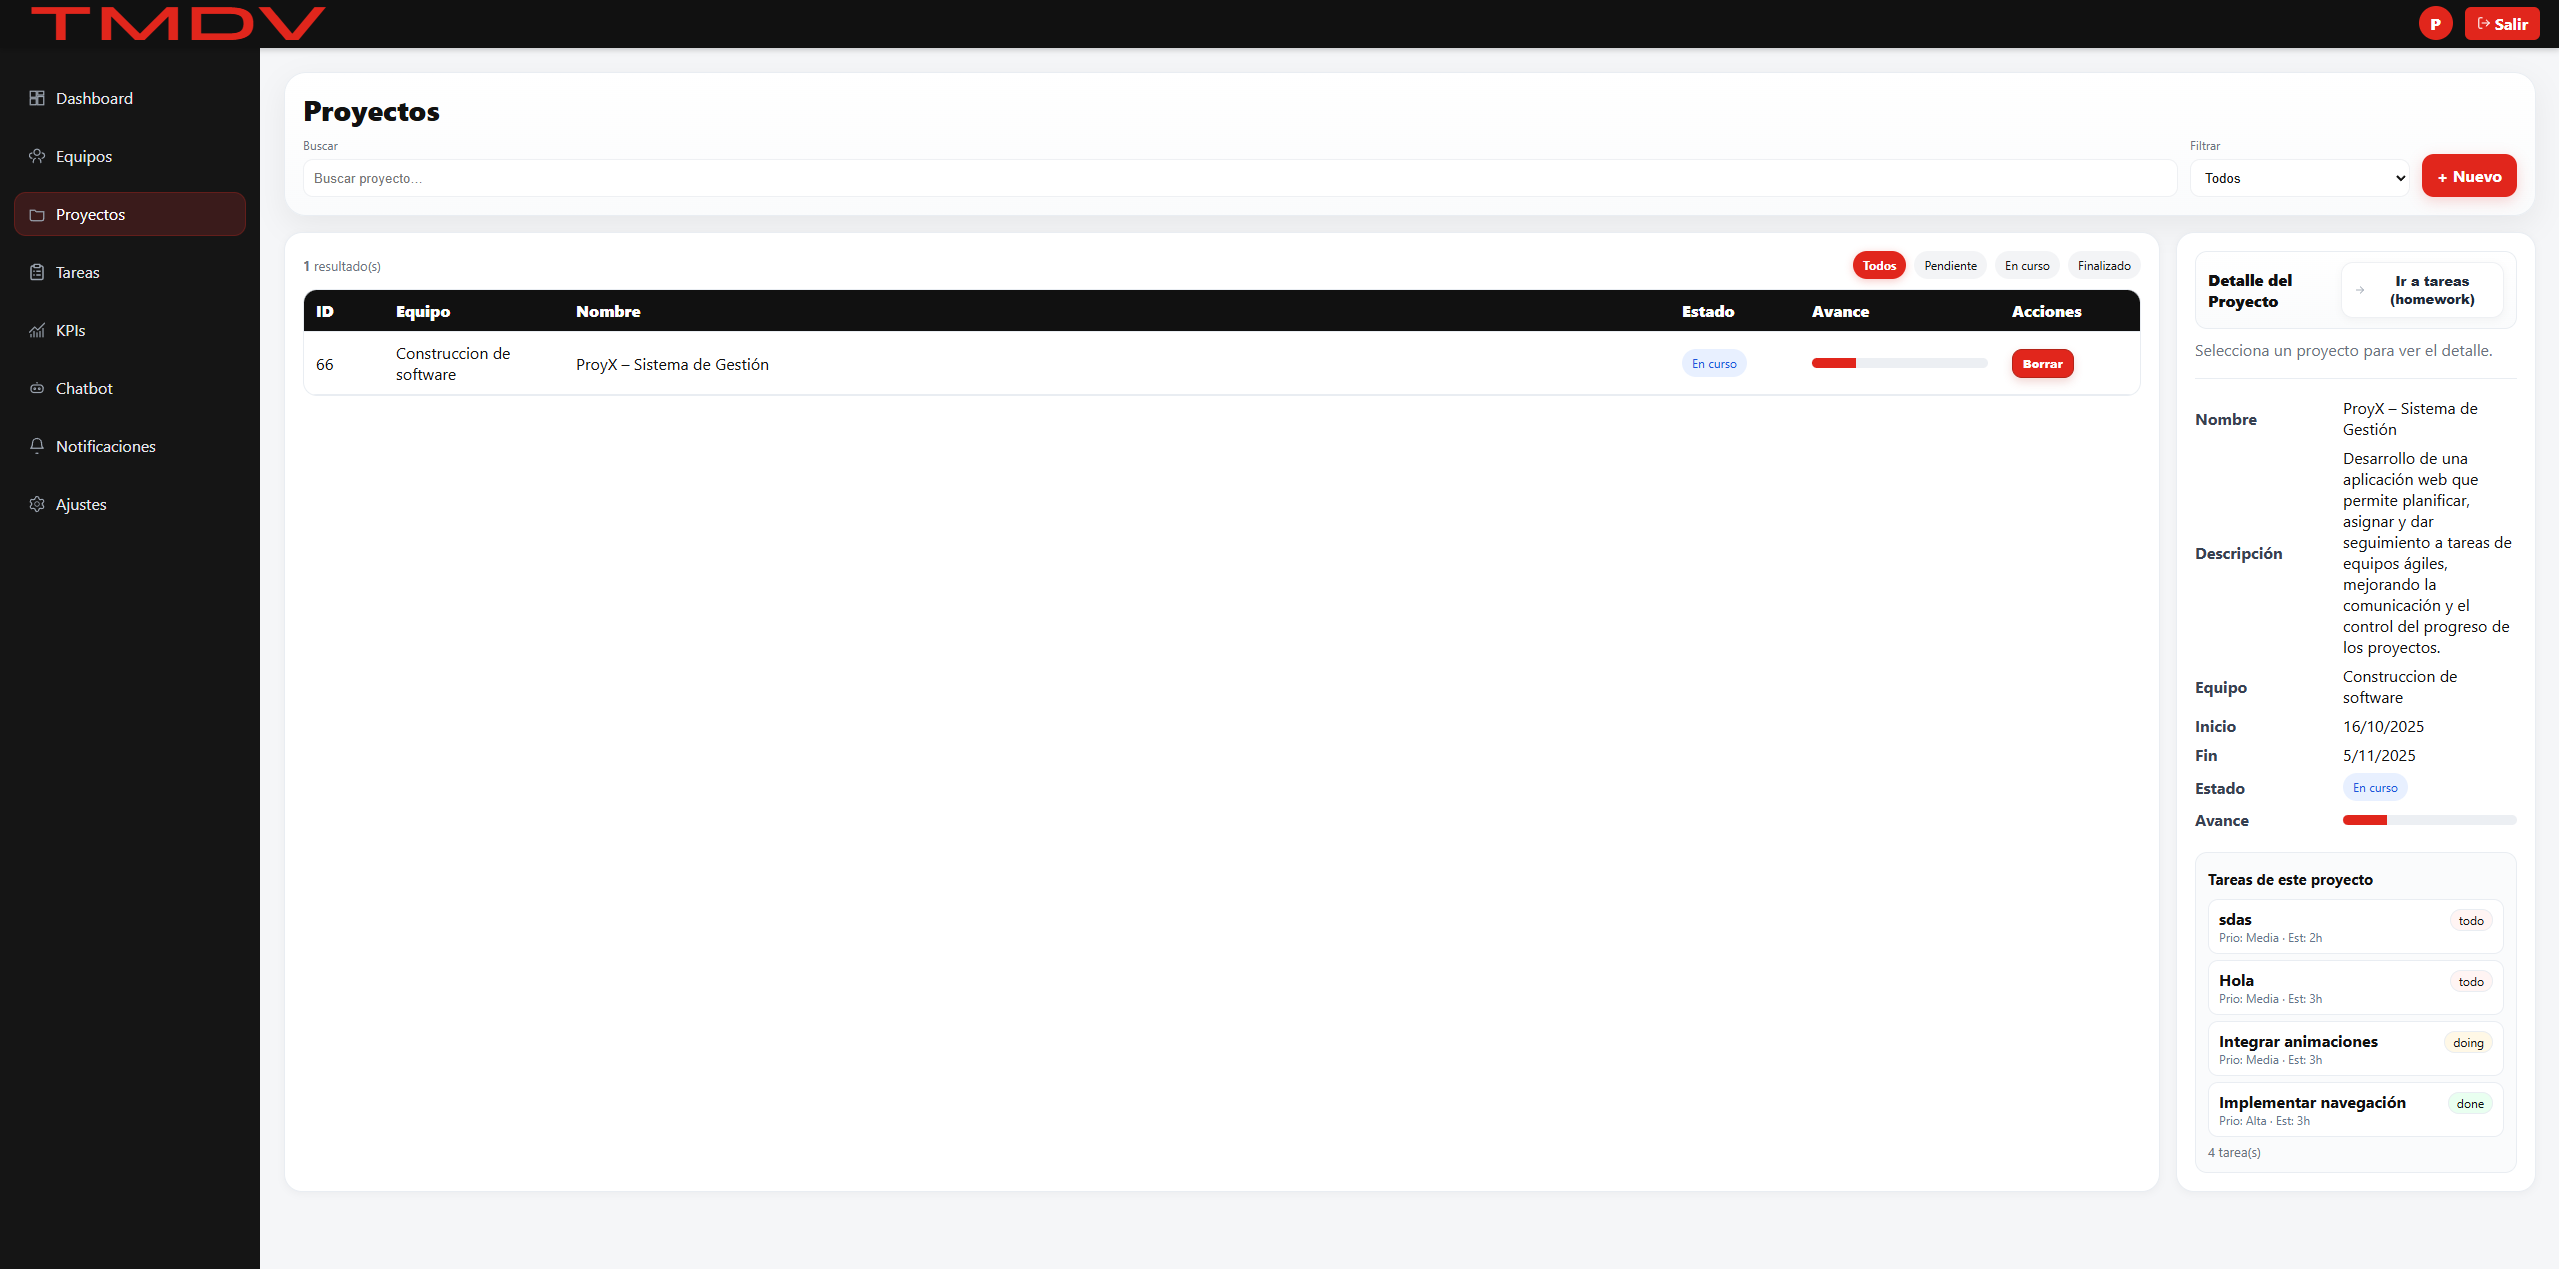 TMDV
P
Salir
Dashboard
Equipos
Proyectos
Tareas
KPIs
Chatbot
Notificaciones
Ajustes
Proyectos
Buscar
Buscar proyecto...
Filtrar
Todos
+ Nuevo
1 resultado(s)
Todos
Pendiente
En curso
Finalizado
ID
Equipo
Nombre
Estado
Avance
Acciones
66
Construccion de
software
ProyX – Sistema de Gestión
En curso
Borrar
Detalle del
Proyecto
→
Ir a tareas
(homework)
Selecciona un proyecto para ver el detalle.
Nombre
ProyX – Sistema de
Gestión
Descripción
Desarrollo de una
aplicación web que
permite planificar,
asignar y dar
seguimiento a tareas de
equipos ágiles,
mejorando la
comunicación y el
control del progreso de
los proyectos.
Equipo
Construccion de
software
Inicio
16/10/2025
Fin
5/11/2025
Estado
En curso
Avance
Tareas de este proyecto
sdas
todo
Prio: Media · Est: 2h
Hola
todo
Prio: Media · Est: 3h
Integrar animaciones
doing
Prio: Media · Est: 3h
Implementar navegación
done
Prio: Alta · Est: 3h
4 tarea(s)